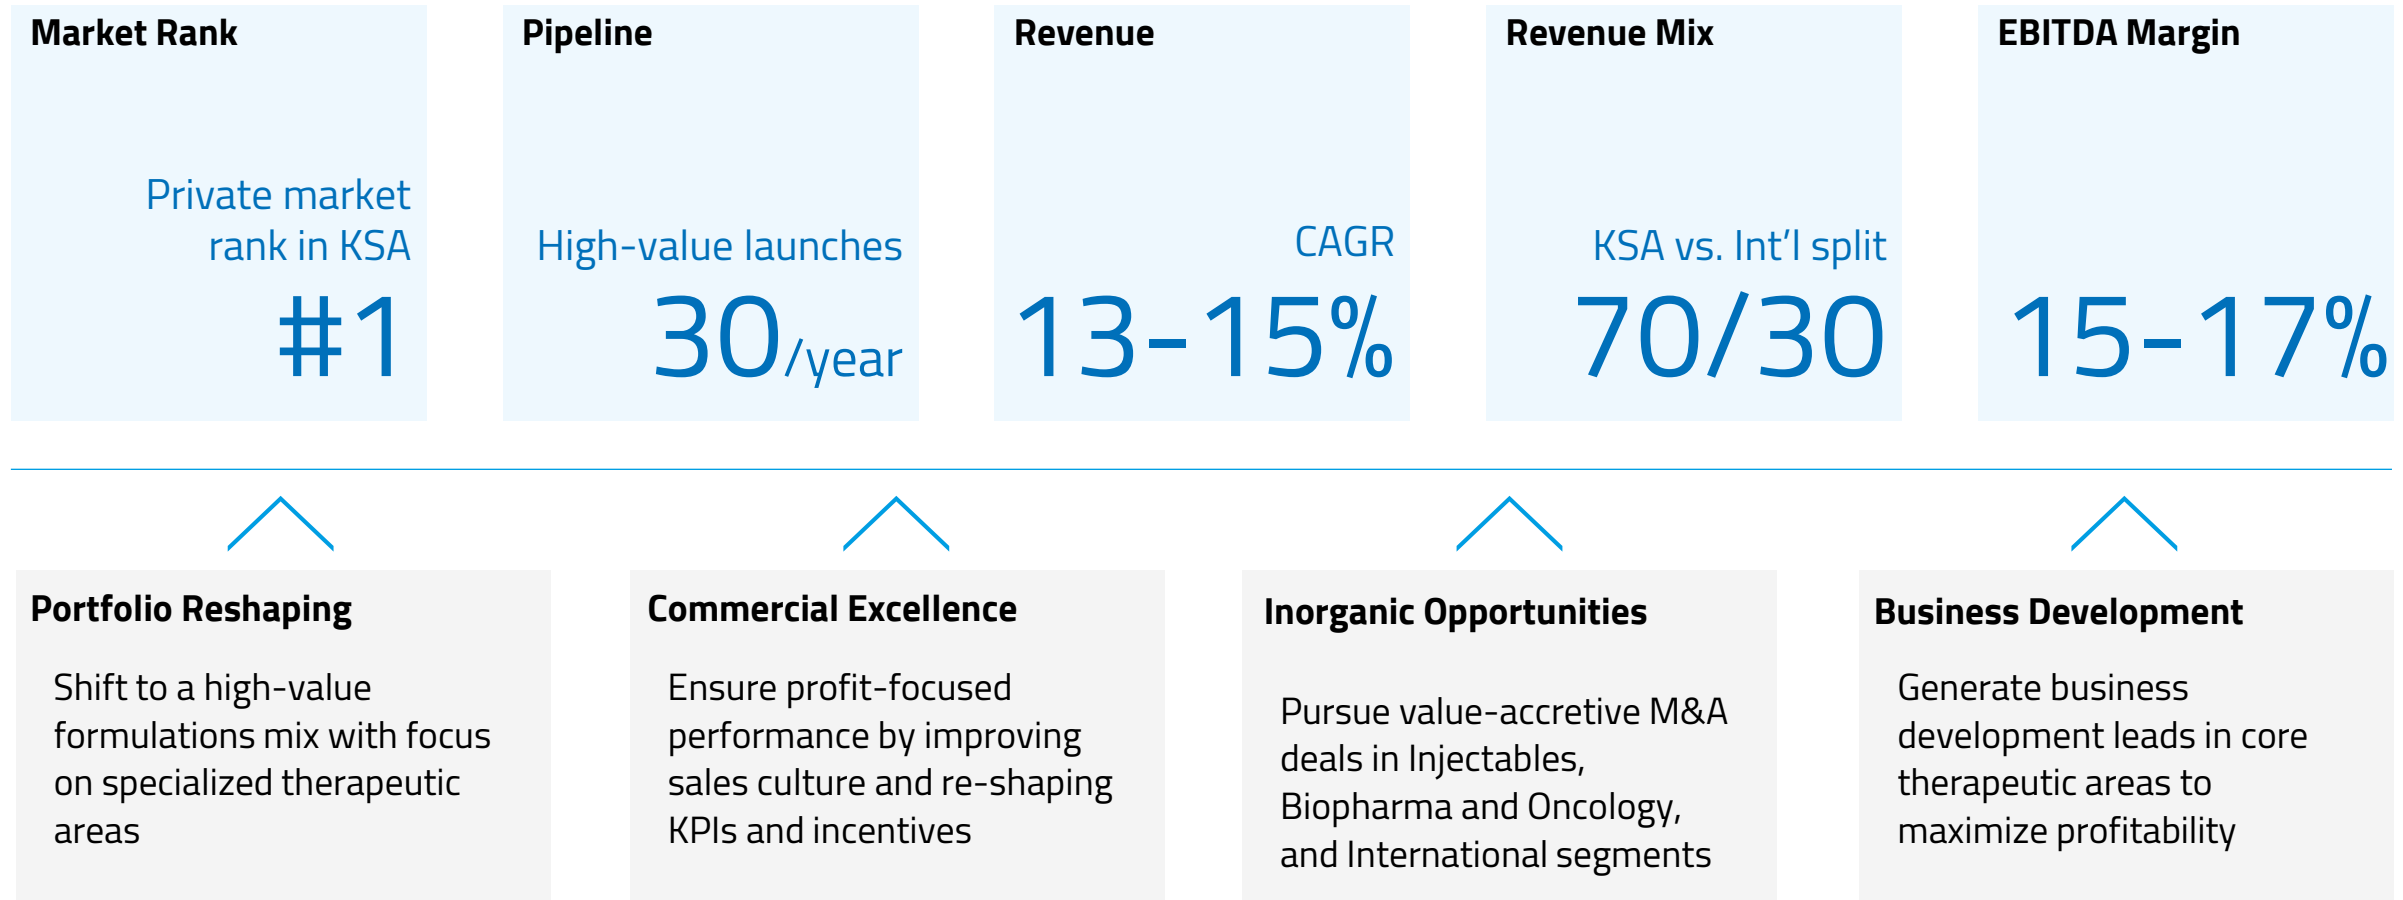 Market Rank
Private market
rank in KSA
#1
Pipeline
High-value launches
30/year
Revenue
CAGR
13-15%
Revenue Mix
KSA vs. Int’l split
70/30
EBITDA Margin
15-17%
Portfolio Reshaping
Shift to a high-value
formulations mix with focus
on specialized therapeutic
areas
Commercial Excellence
Ensure profit-focused
performance by improving
sales culture and re-shaping
KPIs and incentives
Inorganic Opportunities
Pursue value-accretive M&A
deals in Injectables,
Biopharma and Oncology,
and International segments
Business Development
Generate business
development leads in core
therapeutic areas to
maximize profitability